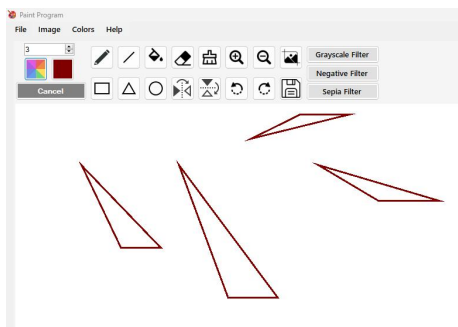 Paint Program
File Image Colors Help
3
Grayscale Filter
Negative Filter
Cancel
Sepia Filter